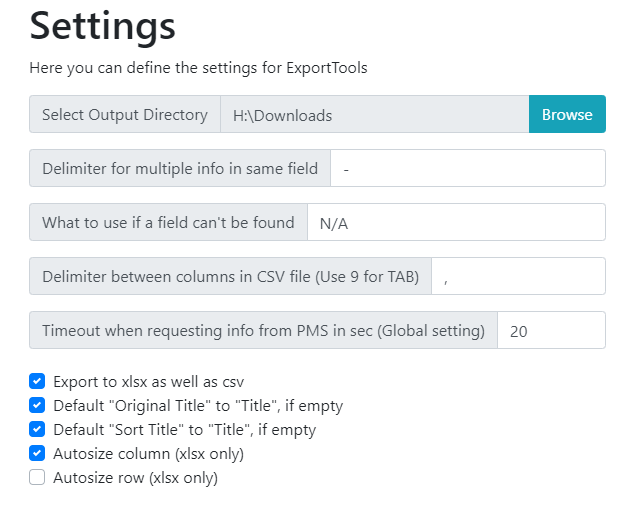 Settings
Here you can define the settings for ExportTools
Select Output Directory H:\Downloads Browse
Delimiter for multiple info in same field -
What to use if a field can't be found N/A
Delimiter between columns in CSV file (Use 9 for TAB) ,
Timeout when requesting info from PMS in sec (Global setting) 20
Export to xlsx as well as csv
Default "Original Title" to "Title", if empty
Default "Sort Title" to "Title", if empty
Autosize column (xlsx only)
Autosize row (xlsx only)